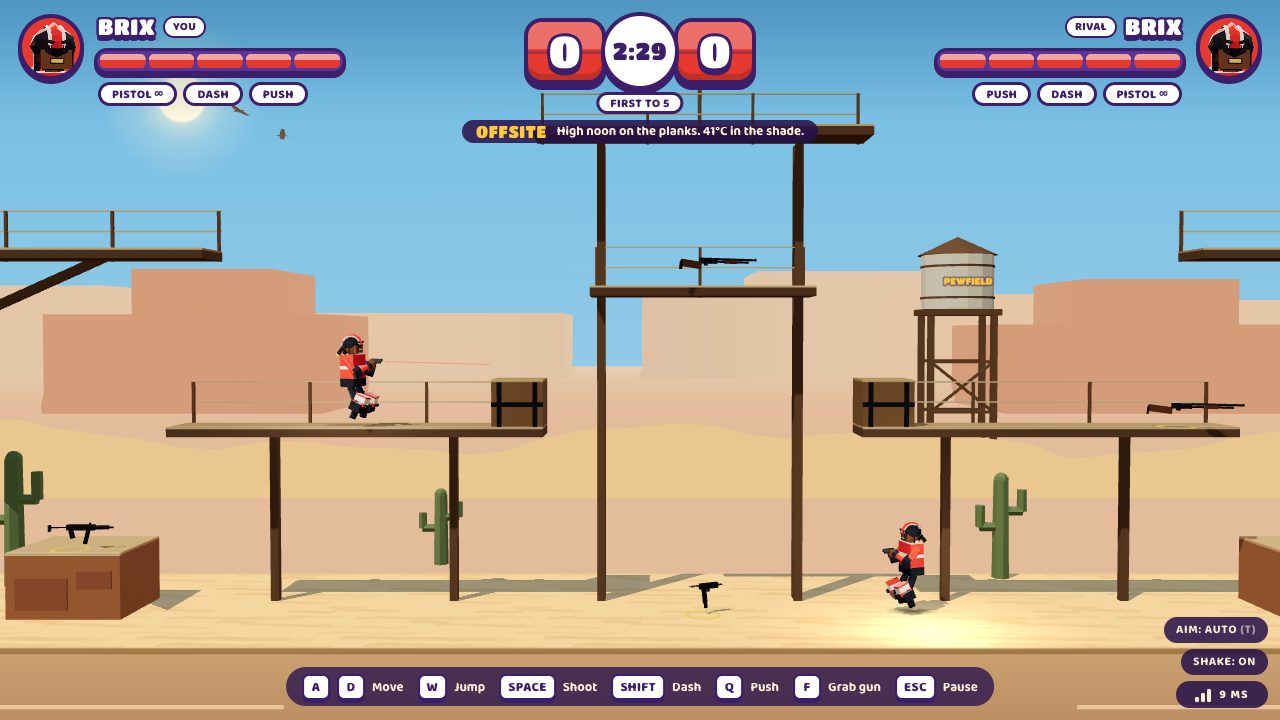 BRIX YOU
PISTOL ∞ DASH PUSH
0 2:29 0
FIRST TO 5
RIVAL BRIX
PUSH DASH PISTOL ∞
OFFSITE High noon on the planks. 41°C in the shade.
PEWFIELD
AIM: AUTO (T)
SHAKE: ON
9 MS
A D Move W Jump SPACE Shoot SHIFT Dash Q Push F Grab gun ESC Pause